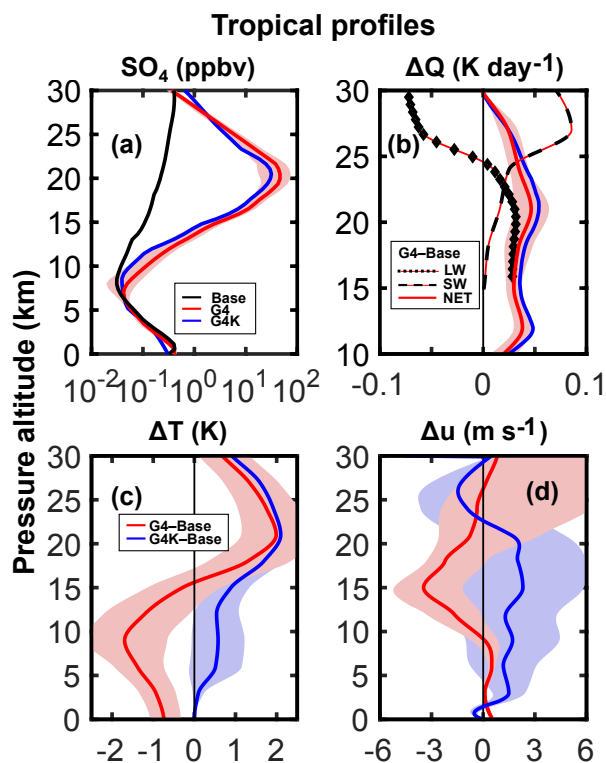 Tropical profiles
SO4 (ppbv)
ΔQ (K day-1)
Pressure altitude (km)
30
25
20
15
10
5
0
(a)
Base
G4
G4K
10-2 10-1 100 101 102
30
25
20
15
10
(b)
G4–Base
LW
SW
NET
-0.1 0 0.1
ΔT (K)
Δu (m s-1)
30
25
20
15
10
5
0
(c)
G4–Base
G4K–Base
-2 -1 0 1 2
30
25
20
15
10
5
0
(d)
-6 -3 0 3 6